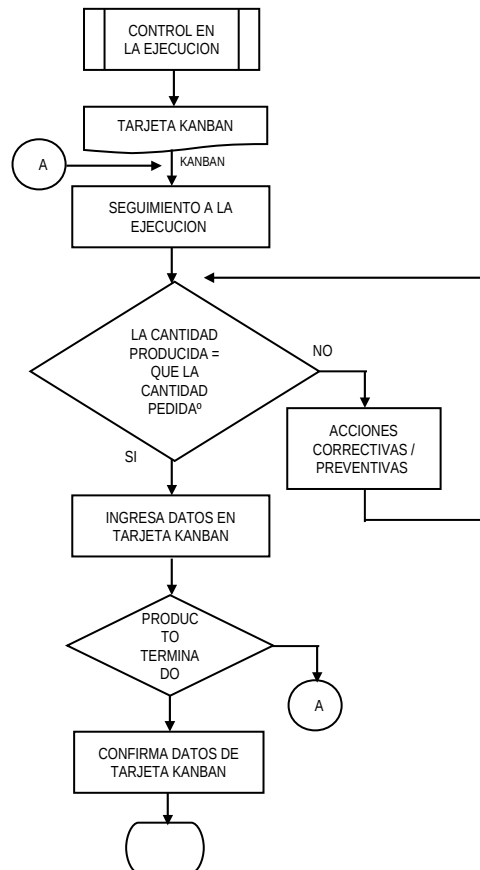 CONTROL EN
LA EJECUCION
TARJETA KANBAN
A
KANBAN
SEGUIMIENTO A LA
EJECUCION
LA CANTIDAD
PRODUCIDA =
QUE LA
CANTIDAD
PEDIDAº
NO
ACCIONES
CORRECTIVAS /
PREVENTIVAS
SI
INGRESA DATOS EN
TARJETA KANBAN
PRODUC
TO
TERMINA
DO
A
CONFIRMA DATOS DE
TARJETA KANBAN